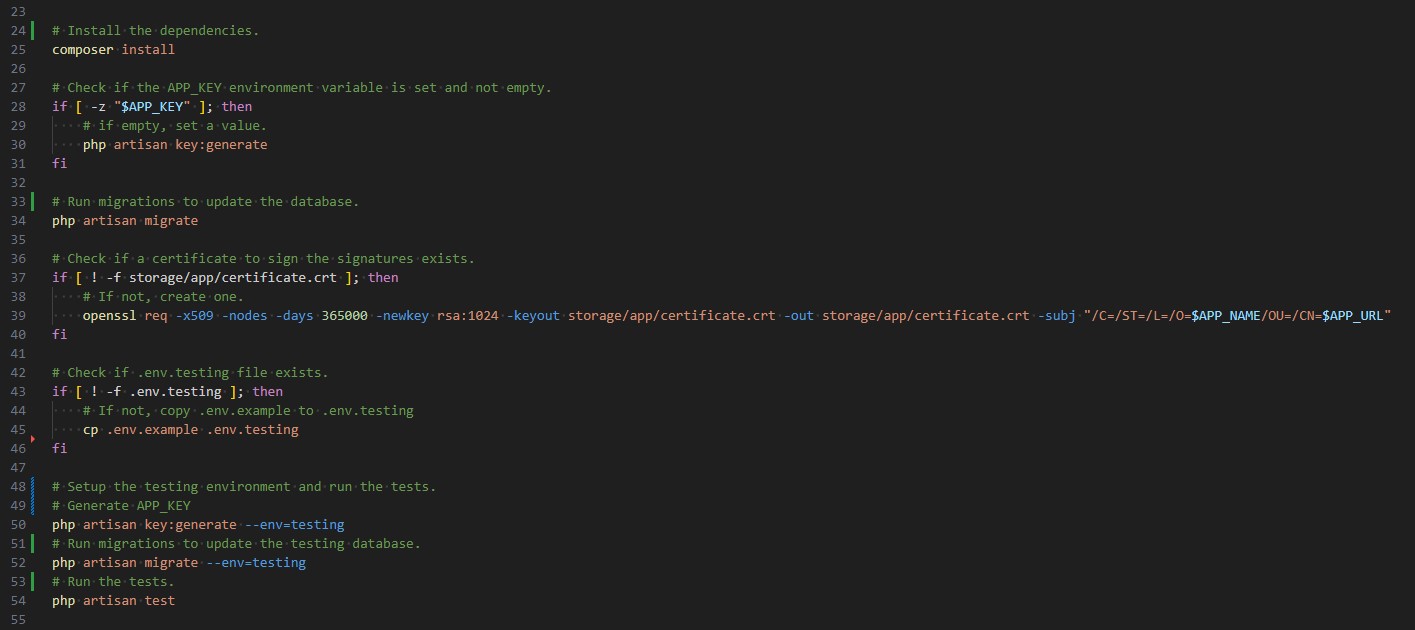 23
24 # Install the dependencies.
25 composer install
26
27 # Check if the APP_KEY environment variable is set and not empty.
28 if [ -z "$APP_KEY" ]; then
29     # if empty, set a value.
30     php artisan key:generate
31 fi
32
33 # Run migrations to update the database.
34 php artisan migrate
35
36 # Check if a certificate to sign the signatures exists.
37 if [ ! -f storage/app/certificate.crt ]; then
38     # If not, create one.
39     openssl req -x509 -nodes -days 365000 -newkey rsa:1024 -keyout storage/app/certificate.crt -out storage/app/certificate.crt -subj "/C=/ST=/L=/O=$APP_NAME/OU=/CN=$APP_URL"
40 fi
41
42 # Check if .env.testing file exists.
43 if [ ! -f .env.testing ]; then
44     # If not, copy .env.example to .env.testing
45     cp .env.example .env.testing
46 fi
47
48 # Setup the testing environment and run the tests.
49 # Generate APP_KEY
50 php artisan key:generate --env=testing
51 # Run migrations to update the testing database.
52 php artisan migrate --env=testing
53 # Run the tests.
54 php artisan test
55